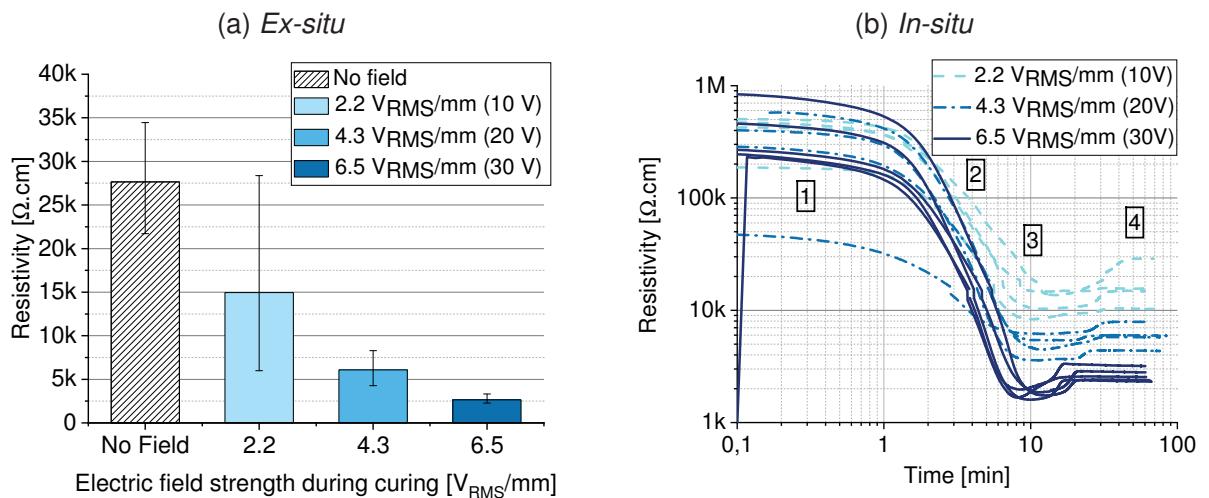 (a) Ex-situ
40k
35k
30k
25k
20k
15k
10k
5k
0
Resistivity [Ω.cm]
No field
2.2 VRMS/mm (10 V)
4.3 VRMS/mm (20 V)
6.5 VRMS/mm (30 V)
No Field 2.2 4.3 6.5
Electric field strength during curing [VRMS/mm]
(b) In-situ
1M
100k
10k
1k
Resistivity [Ω.cm]
2.2 VRMS/mm (10V)
4.3 VRMS/mm (20V)
6.5 VRMS/mm (30V)
1
2
3
4
0,1 1 10 100
Time [min]